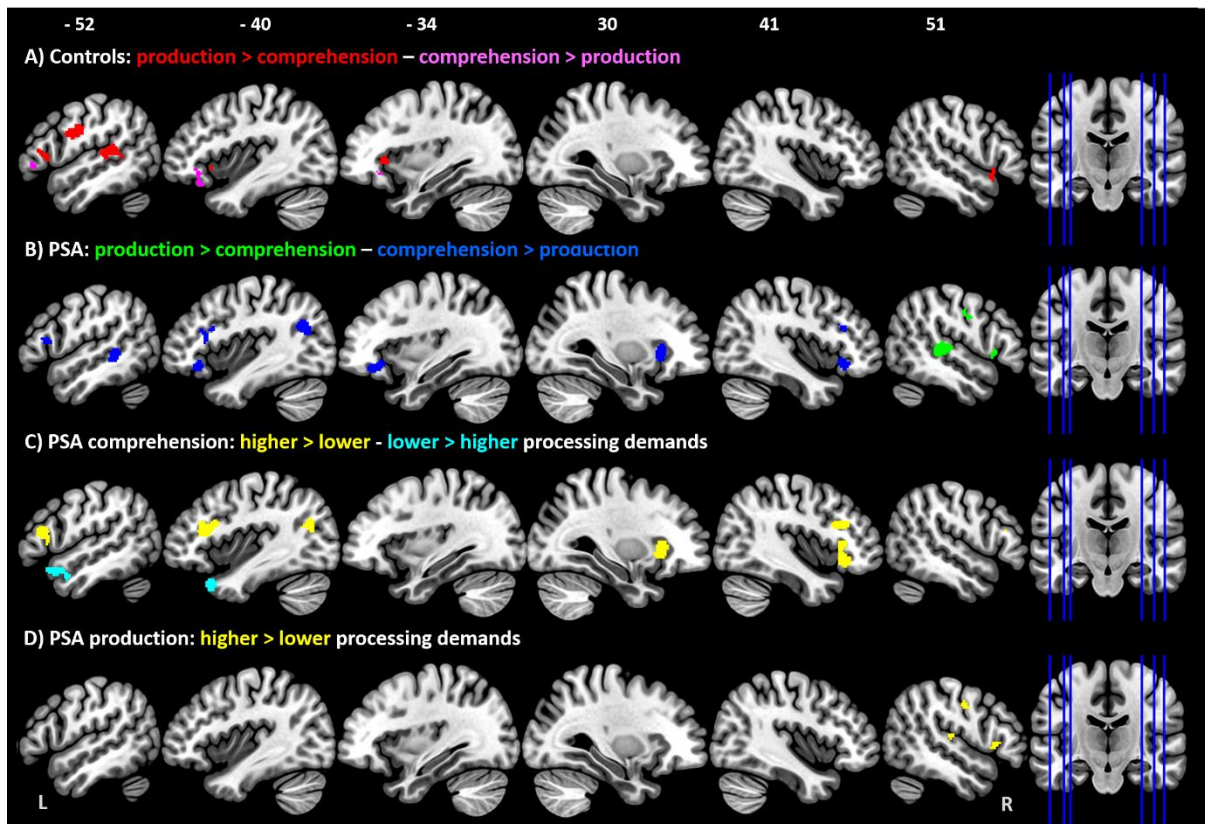 - 52 - 40 - 34 30 41 51
A) Controls: production > comprehension – comprehension > production
B) PSA: production > comprehension – comprehension > production
C) PSA comprehension: higher > lower - lower > higher processing demands
D) PSA production: higher > lower processing demands
L R